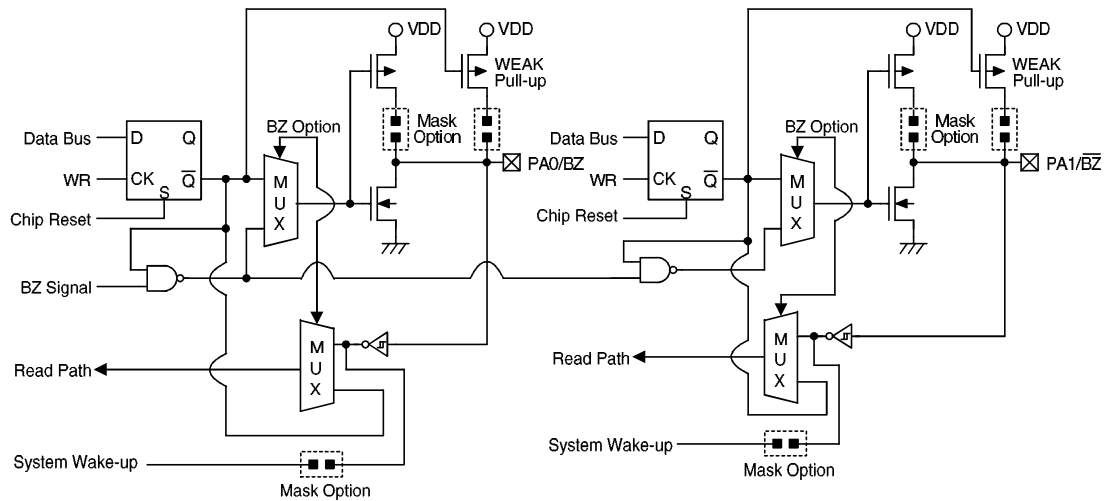 VDD
VDD
WEAK
Pull-up
Mask
Option
BZ Option
Data Bus
D
Q
WR
CK
Q̅
S
Chip Reset
M
U
X
PA0/BZ
BZ Signal
M
U
X
Read Path
System Wake-up
Mask Option
VDD
VDD
WEAK
Pull-up
Mask
Option
BZ Option
Data Bus
D
Q
WR
CK
Q̅
S
Chip Reset
M
U
X
PA1/B̅Z̅
M
U
X
Read Path
System Wake-up
Mask Option